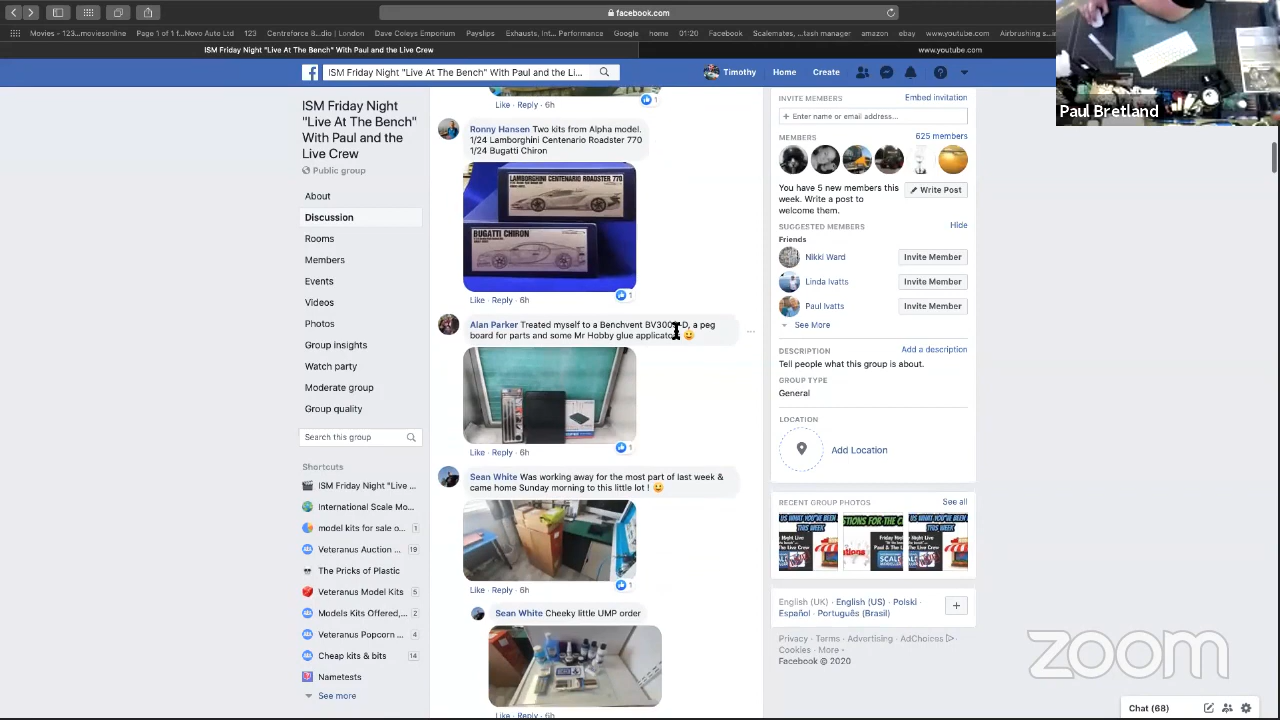 facebook.com
Movies - 123...moviesonline
Page 1 of 1...Novo Auto Ltd
123
Centreforce B...dio - London
Dave Coleys Emporium
Payslips
Exhausts, Int... Performance
Google
home
01:20
Facebook
Scalemates, ...tash manager
amazon
ebay
www.youtube.com
ISM Friday Night "Live At The Bench" With Paul and the Live Crew
www.youtube.com
ISM Friday Night "Live At The Bench" With Paul and the Li...
Timothy
Home
Create
Paul Bretland
ISM Friday Night
"Live At The Bench"
With Paul and the
Live Crew
Public group
About
Discussion
Rooms
Members
Events
Videos
Photos
Group insights
Watch party
Moderate group
Group quality
Search this group
Shortcuts
ISM Friday Night "Live ...
International Scale Mo...
model kits for sale o... 1
Veteranus Auction ... 19
The Pricks of Plastic
Veteranus Model Kits 5
Models Kits Offered,... 2
Veteranus Popcorn ... 4
Cheap kits & bits 14
Nametests
See more
Like · Reply · 6h
1
Ronny Hansen Two kits from Alpha model.
1/24 Lamborghini Centenario Roadster 770
1/24 Bugatti Chiron
LAMBORGHINI CENTENARIO ROADSTER 770
BUGATTI CHIRON
1
Like · Reply · 6h
Alan Parker Treated myself to a Benchvent
a peg
board for parts and some Mr Hobby glue
1
Like · Reply · 6h
Sean White Was working away for the most part of last week &
came home Sunday morning to this little lot !
1
Like · Reply · 6h
Sean White Cheeky little UMP order
Like · Reply · 6h
INVITE MEMBERS
Embed invitation
Enter name or email address...
MEMBERS
625 members
You have 5 new members this
week. Write a post to
welcome them.
Write Post
SUGGESTED MEMBERS
Hide
Friends
Nikki Ward
Invite Member
Linda Ivatts
Invite Member
Paul Ivatts
Invite Member
See More
DESCRIPTION
Add a description
Tell people what this group is about.
GROUP TYPE
General
LOCATION
Add Location
RECENT GROUP PHOTOS
See all
English (UK) · English (US) · Polski ·
Español · Português (Brasil)
Privacy · Terms · Advertising · AdChoices ·
Cookies · More
Facebook © 2020
zoom
Chat (68)